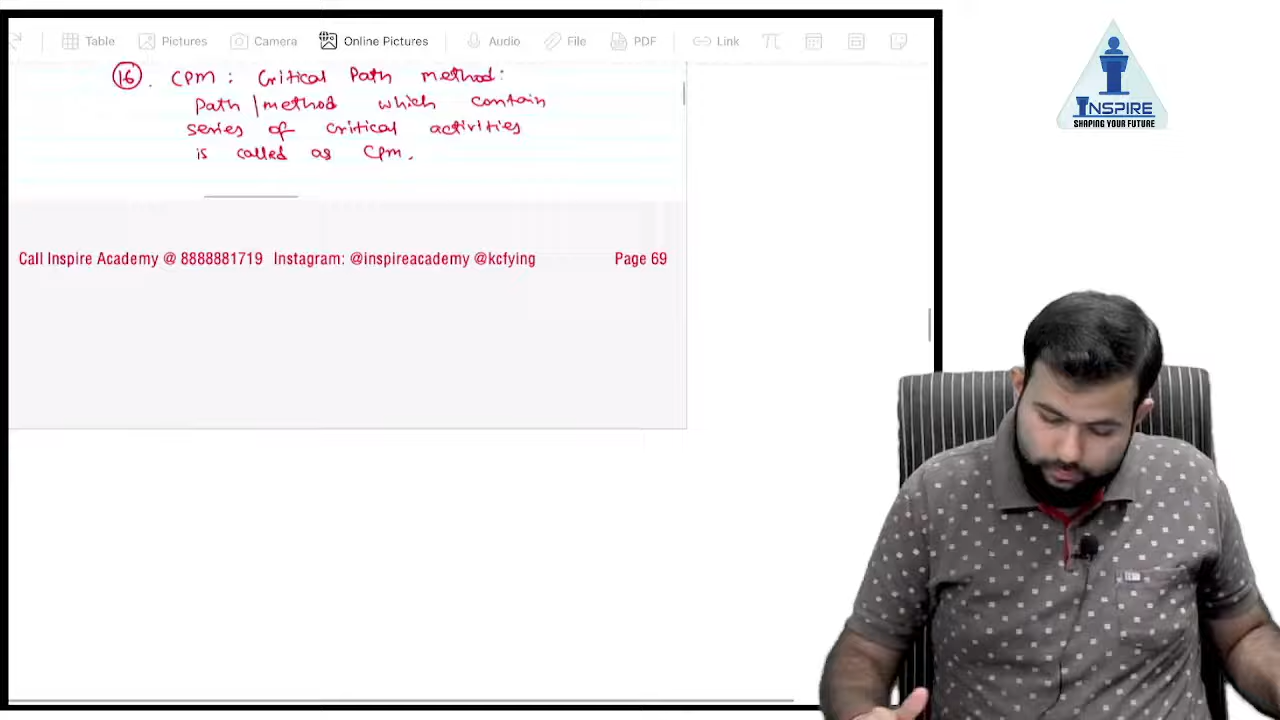 Table Pictures Camera Online Pictures Audio File PDF Link
16. CPM: Critical Path Method:
Path/method which contain
series of critical activities
is called as CPM.
Call Inspire Academy @ 8888881719 Instagram: @inspireacademy @kcfying Page 69
INSPIRE
SHAPING YOUR FUTURE